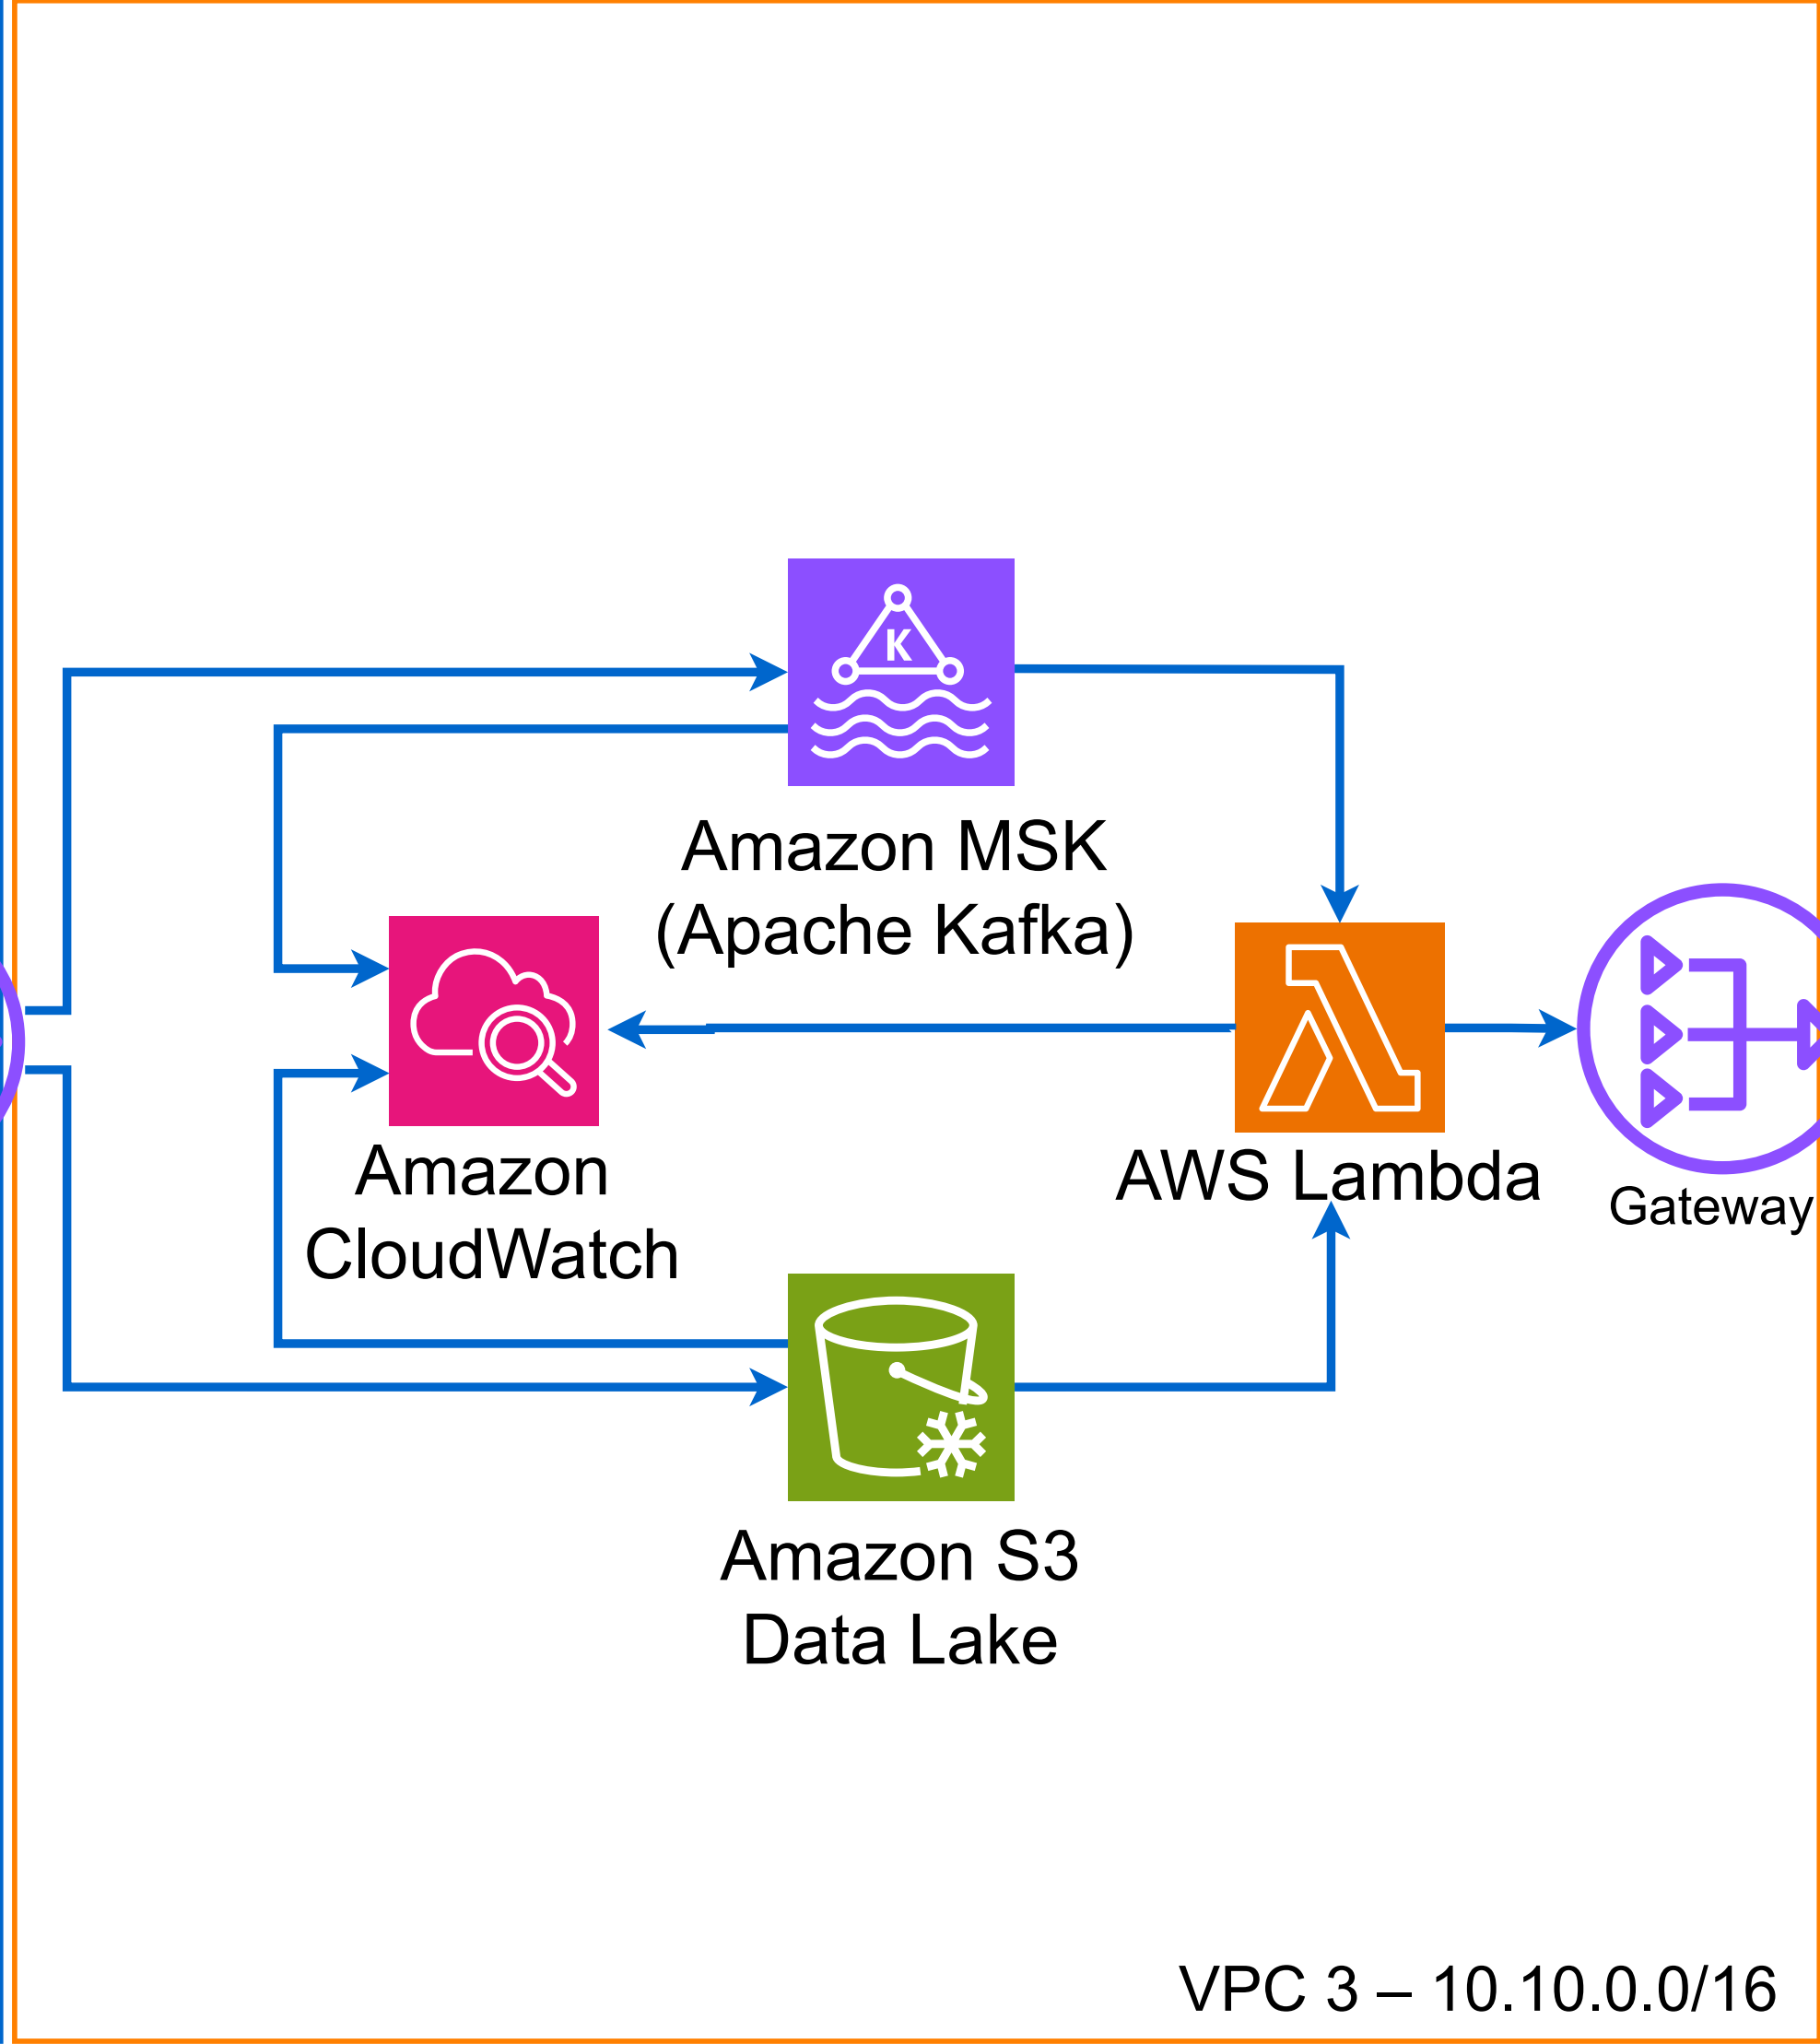 K
Amazon MSK
(Apache Kafka)
Amazon
CloudWatch
AWS Lambda
Gateway
Amazon S3
Data Lake
VPC 3 – 10.10.0.0/16